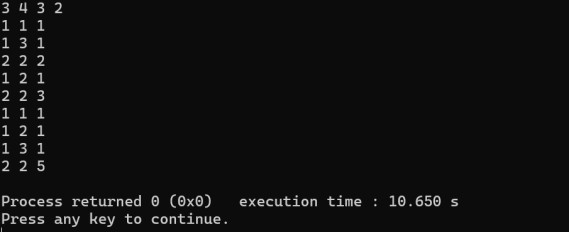 3 4 3 2
1 1 1
1 3 1
2 2 2
1 2 1
2 2 3
1 1 1
1 2 1
1 3 1
2 2 5
Process returned 0 (0x0)   execution time : 10.650 s
Press any key to continue.